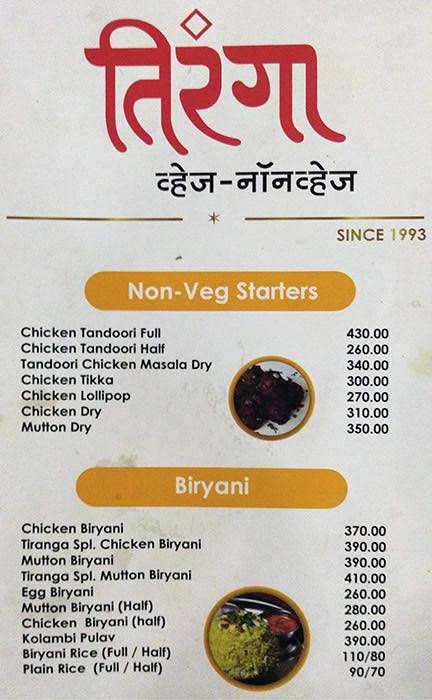 तिरंगा
व्हेज-नॉनव्हेज
SINCE 1993
Non-Veg Starters
Chicken Tandoori Full 430.00
Chicken Tandoori Half 260.00
Tandoori Chicken Masala Dry 340.00
Chicken Tikka 300.00
Chicken Lollipop 270.00
Chicken Dry 310.00
Mutton Dry 350.00
Biryani
Chicken Biryani 370.00
Tiranga Spl. Chicken Biryani 390.00
Mutton Biryani 390.00
Tiranga Spl. Mutton Biryani 410.00
Egg Biryani 260.00
Mutton Biryani (Half) 280.00
Chicken Biryani (half) 260.00
Kolambi Pulav 390.00
Biryani Rice (Full / Half) 110/80
Plain Rice (Full / Half) 90/70